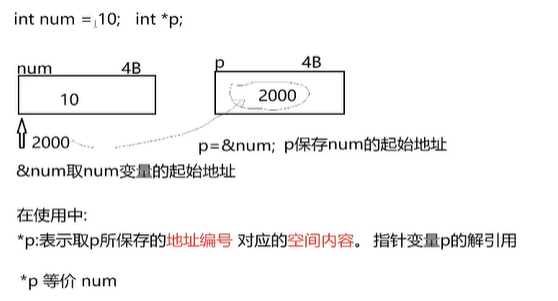 int num = 10;   int *p;
num 4B p 4B
10 2000
2000 p=&num; p保存num的起始地址
&num取num变量的起始地址
在使用中:
*p:表示取p所保存的地址编号 对应的空间内容。 指针变量p的解引用
*p 等价 num